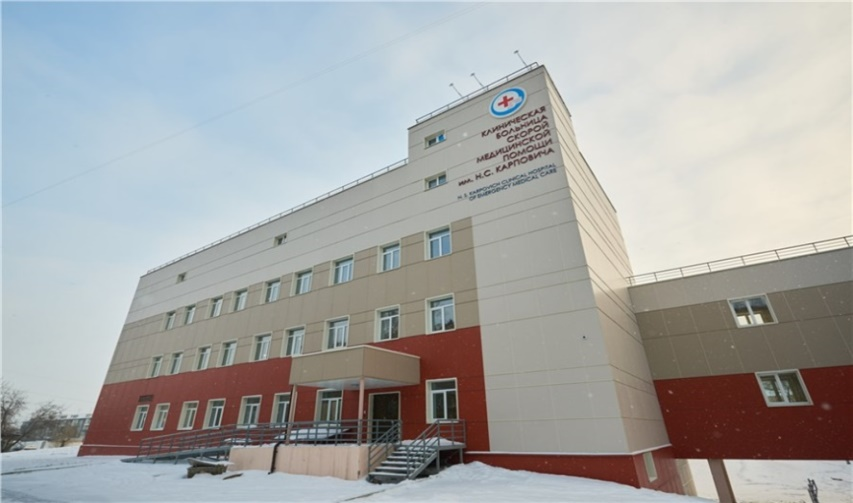 КЛИНИЧЕСКАЯ
БОЛЬНИЦА
СКОРОЙ
МЕДИЦИНСКОЙ
ПОМОЩИ
ИМ. Н.С. КАРПОВИЧА
N. S. KARPOVICH CLINICAL HOSPITAL
OF EMERGENCY MEDICAL CARE